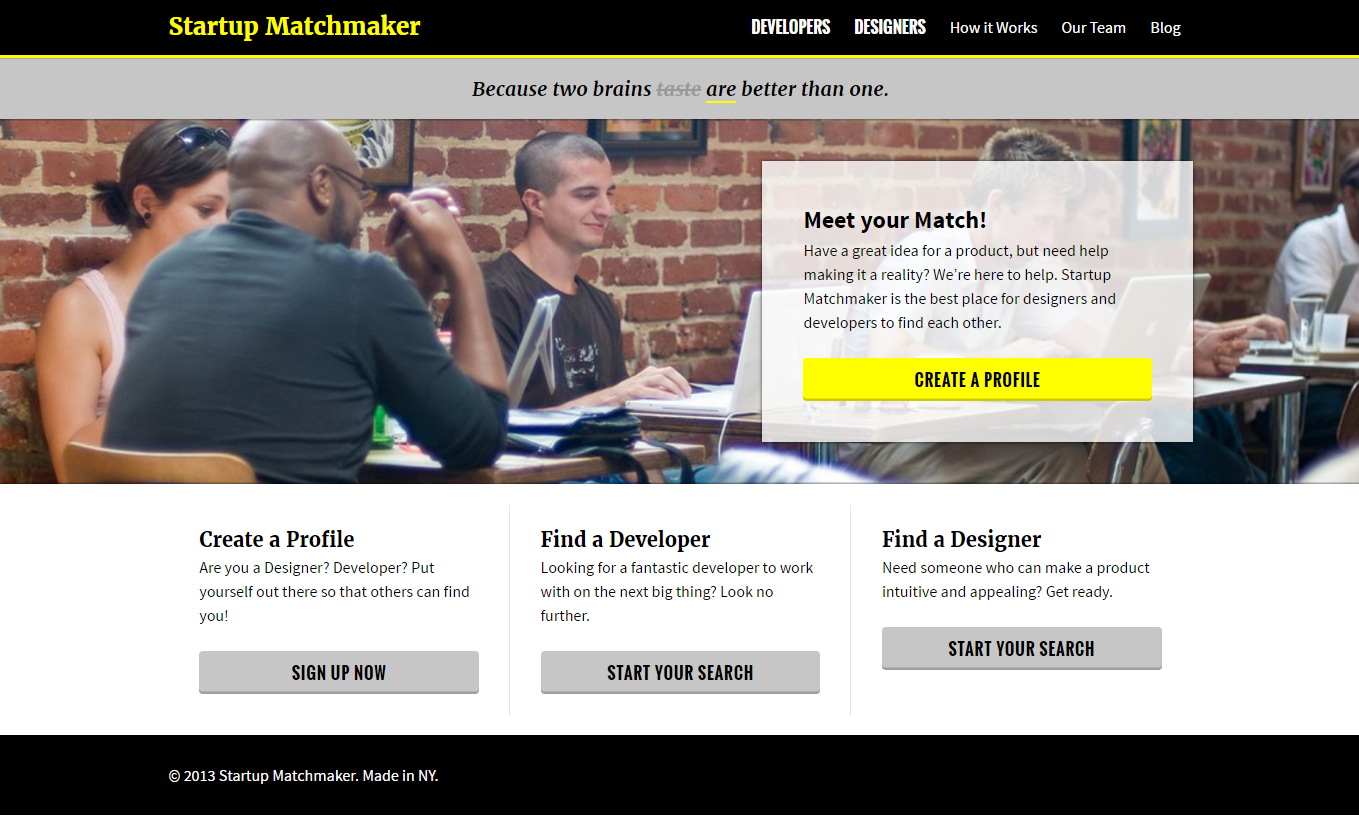 Startup Matchmaker
DEVELOPERS DESIGNERS How it Works Our Team Blog
Because two brains taste are better than one.
Meet your Match!
Have a great idea for a product, but need help
making it a reality? We’re here to help. Startup
Matchmaker is the best place for designers and
developers to find each other.
CREATE A PROFILE
Create a Profile
Are you a Designer? Developer? Put
yourself out there so that others can find
you!
SIGN UP NOW
Find a Developer
Looking for a fantastic developer to work
with on the next big thing? Look no
further.
START YOUR SEARCH
Find a Designer
Need someone who can make a product
intuitive and appealing? Get ready.
START YOUR SEARCH
© 2013 Startup Matchmaker. Made in NY.